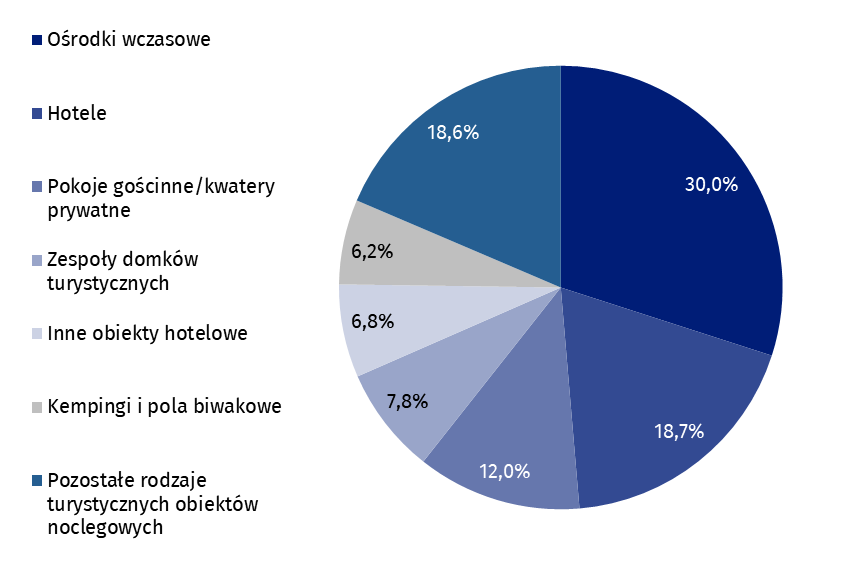 Ośrodki wczasowe
Hotele
Pokoje gościnne/kwatery
prywatne
Zespoły domków
turystycznych
Inne obiekty hotelowe
Kempingi i pola biwakowe
Pozostałe rodzaje
turystycznych obiektów
noclegowych
30,0%
18,7%
12,0%
7,8%
6,8%
6,2%
18,6%